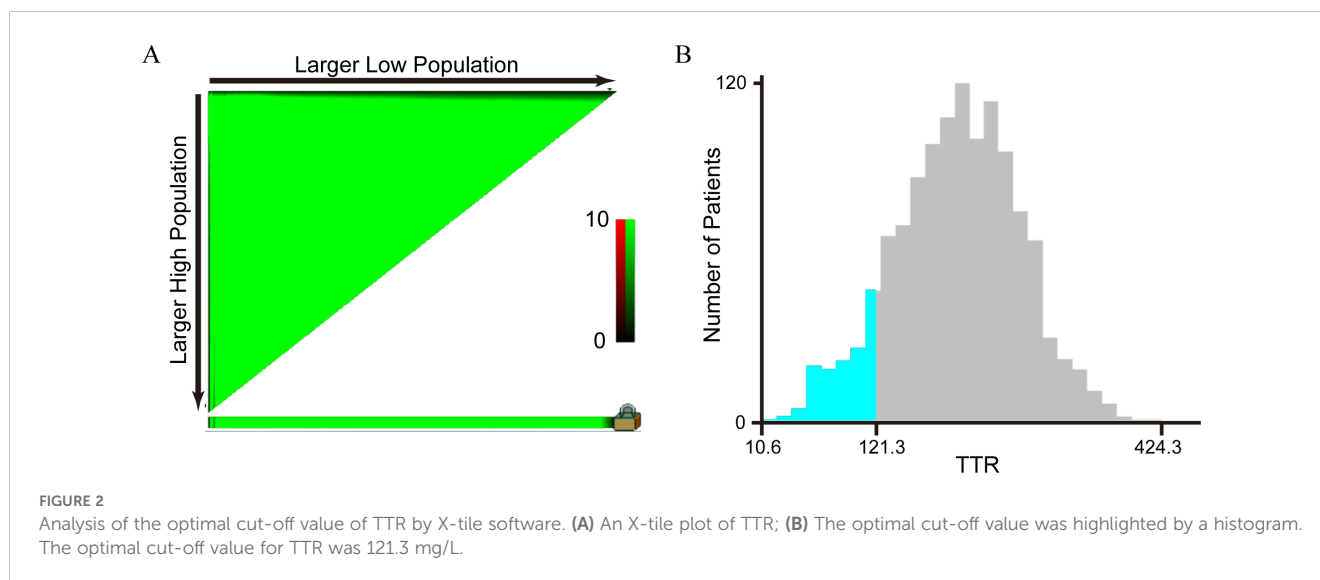 A
Larger Low Population
Larger High Population
10
0
B
120
Number of Patients
0
10.6
121.3
424.3
TTR
FIGURE 2
Analysis of the optimal cut-off value of TTR by X-tile software. (A) An X-tile plot of TTR; (B) The optimal cut-off value was highlighted by a histogram.
The optimal cut-off value for TTR was 121.3 mg/L.